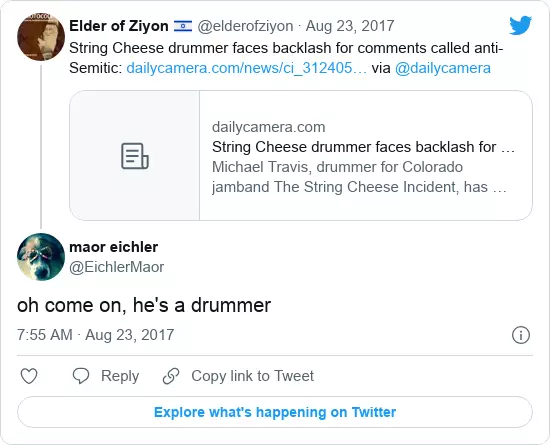 Elder of Ziyon 🇮🇱 @elderofziyon · Aug 23, 2017
String Cheese drummer faces backlash for comments called anti-
Semitic: dailycamera.com/news/ci_312405… via @dailycamera
dailycamera.com
String Cheese drummer faces backlash for …
Michael Travis, drummer for Colorado
jamband The String Cheese Incident, has …
maor eichler
@EichlerMaor
oh come on, he's a drummer
7:55 AM · Aug 23, 2017
Reply Copy link to Tweet
Explore what's happening on Twitter